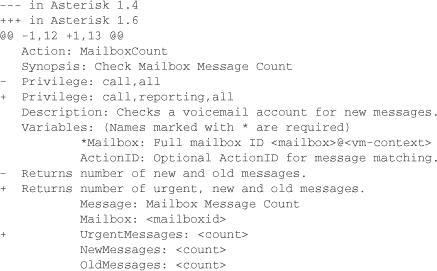 --- in Asterisk 1.4
+++ in Asterisk 1.6
@@ -1,12 +1,13 @@
   Action: MailboxCount
   Synopsis: Check Mailbox Message Count
-  Privilege: call,all
+  Privilege: call,reporting,all
   Description: Checks a voicemail account for new messages.
   Variables: (Names marked with * are required)
           *Mailbox: Full mailbox ID <mailbox>@<vm-context>
           ActionID: Optional ActionID for message matching.
-  Returns number of new and old messages.
+  Returns number of urgent, new and old messages.
           Message: Mailbox Message Count
           Mailbox: <mailboxid>
+          UrgentMessages: <count>
           NewMessages: <count>
           OldMessages: <count>